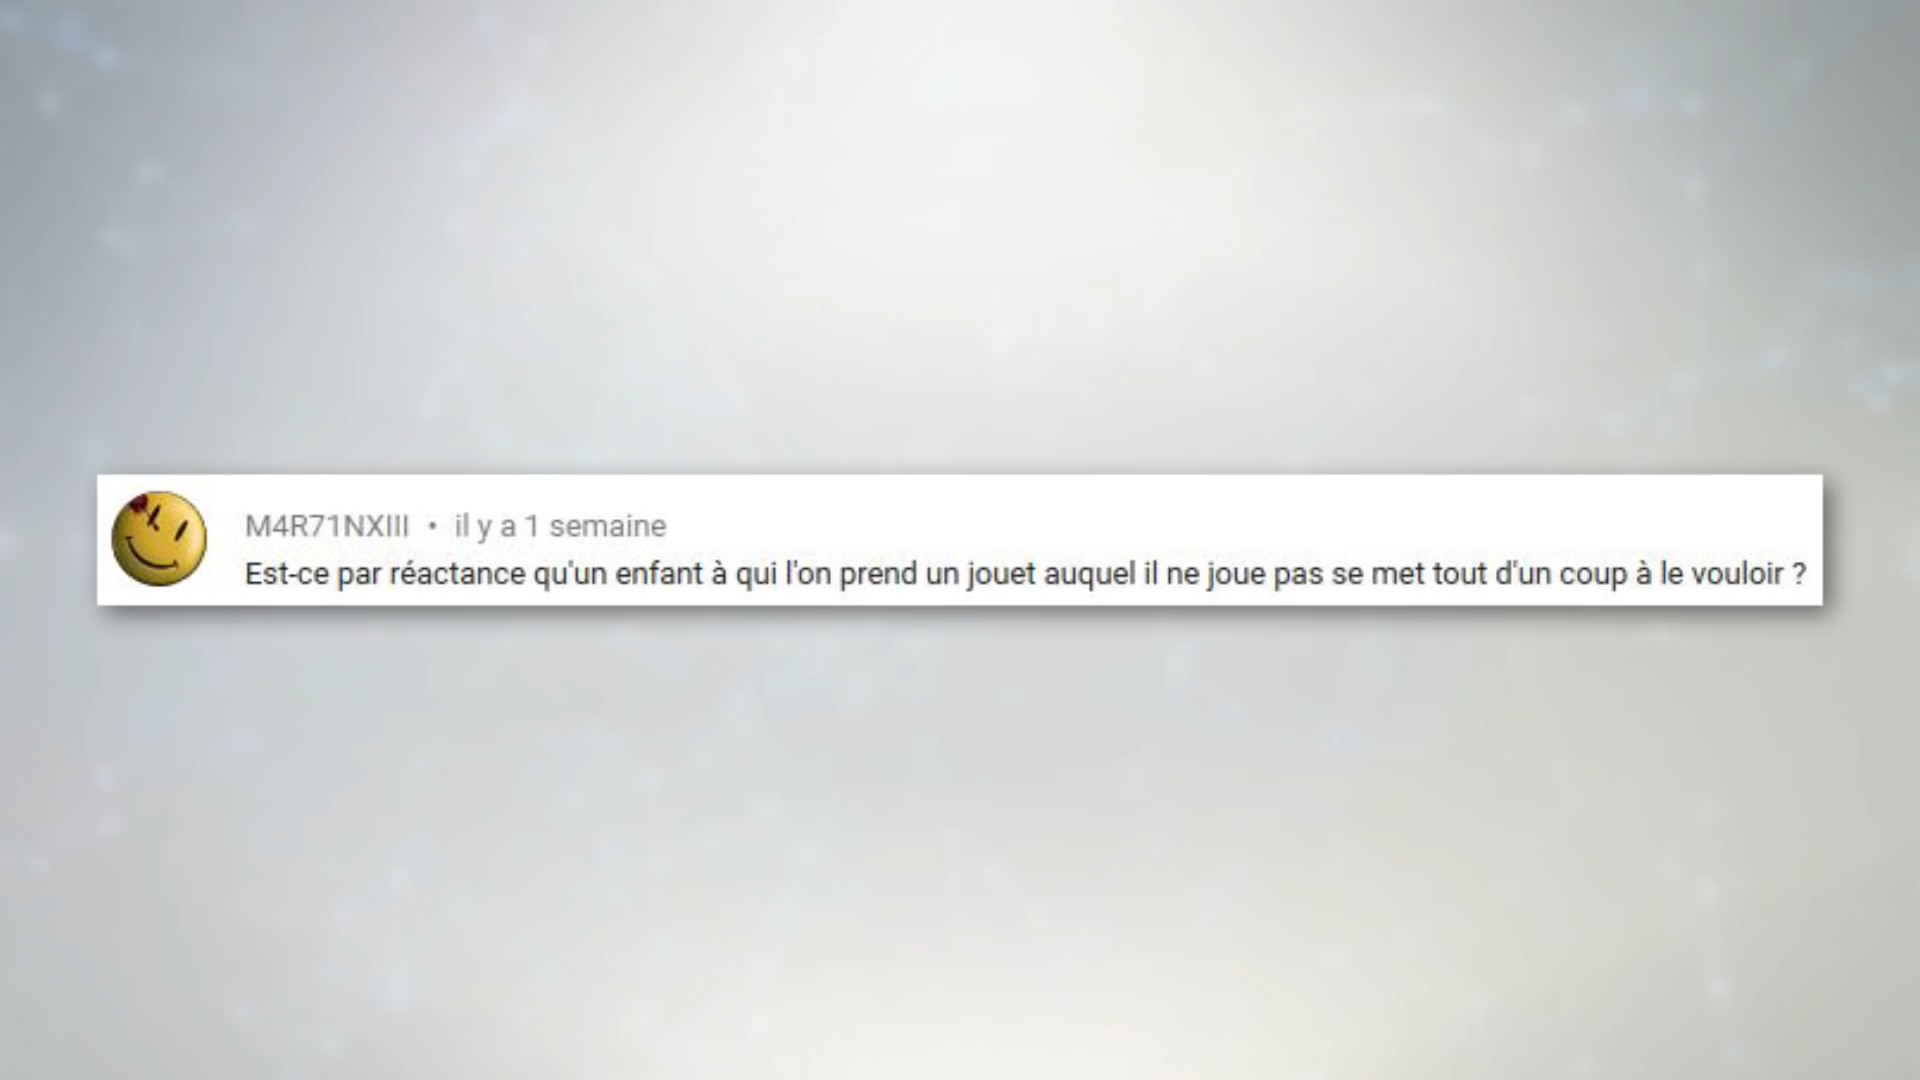 M4R71NXIII • il y a 1 semaine
Est-ce par réactance qu'un enfant à qui l'on prend un jouet auquel il ne joue pas se met tout d'un coup à le vouloir ?